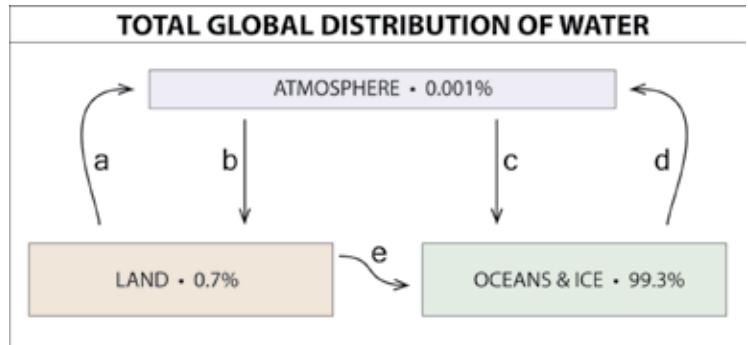 TOTAL GLOBAL DISTRIBUTION OF WATER
ATMOSPHERE • 0.001%
a
b
c
d
e
LAND • 0.7%
OCEANS & ICE • 99.3%